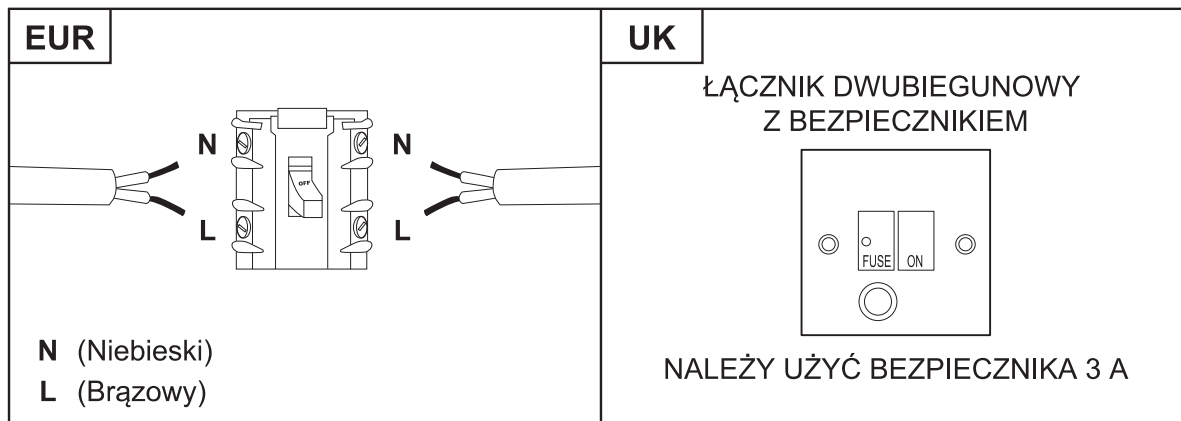 EUR
N N
OFF
L L
N (Niebieski)
L (Brązowy)
UK
ŁĄCZNIK DWUBIEGUNOWY
Z BEZPIECZNIKIEM
FUSE ON
NALEŻY UŻYĆ BEZPIECZNIKA 3 A